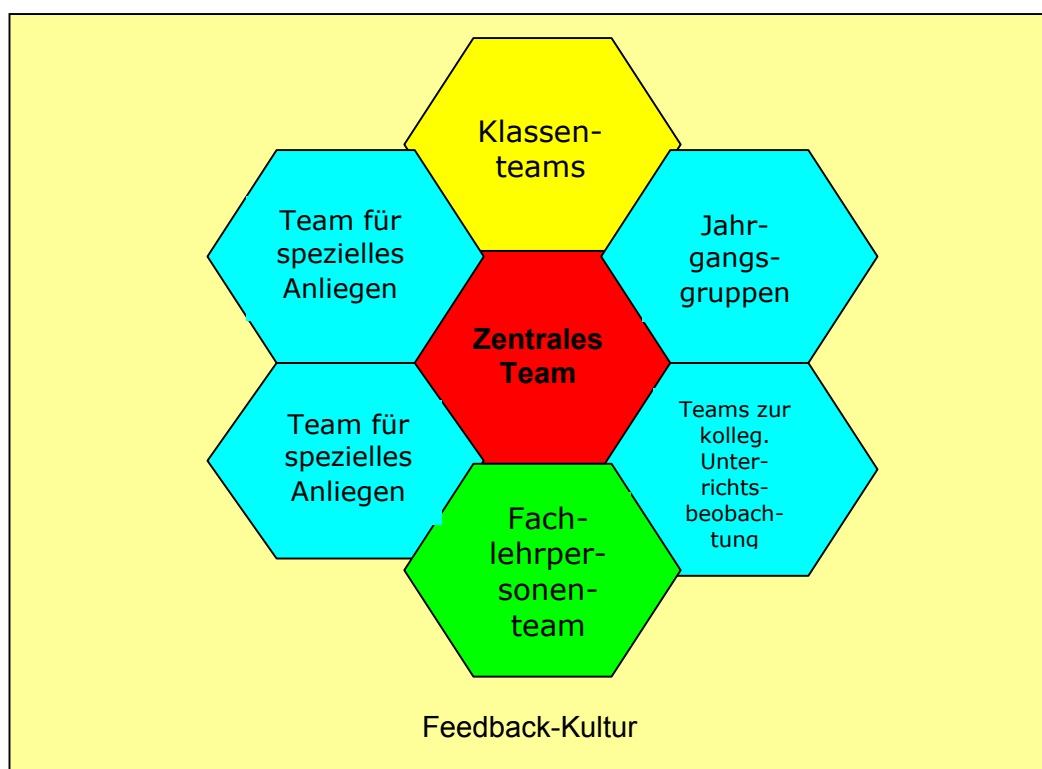 Klassen-
teams
Team für
spezielles
Anliegen
Jahr-
gangs-
gruppen
Zentrales
Team
Team für
spezielles
Anliegen
Teams zur
kolleg.
Unter-
richts-
beobach-
tung
Fach-
lehrper-
sonen-
team
Feedback-Kultur